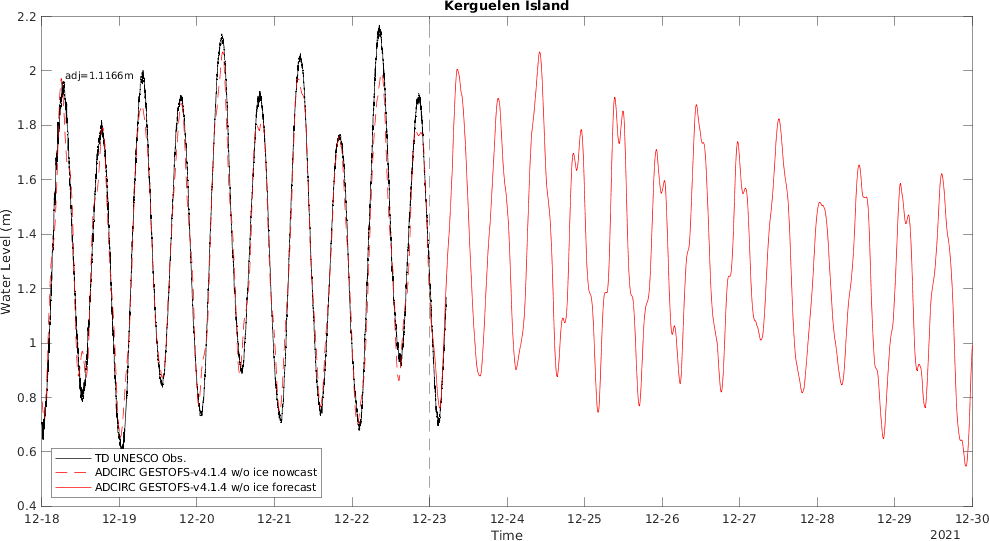 Kerguelen Island
2.2
2
1.8
1.6
1.4
1.2
1
0.8
0.6
0.4
Water Level (m)
adj=1.1166m
TD UNESCO Obs.
ADCIRC GESTOFS-v4.1.4 w/o ice nowcast
ADCIRC GESTOFS-v4.1.4 w/o ice forecast
12-18 12-19 12-20 12-21 12-22 12-23 12-24 12-25 12-26 12-27 12-28 12-29 12-30
Time
2021